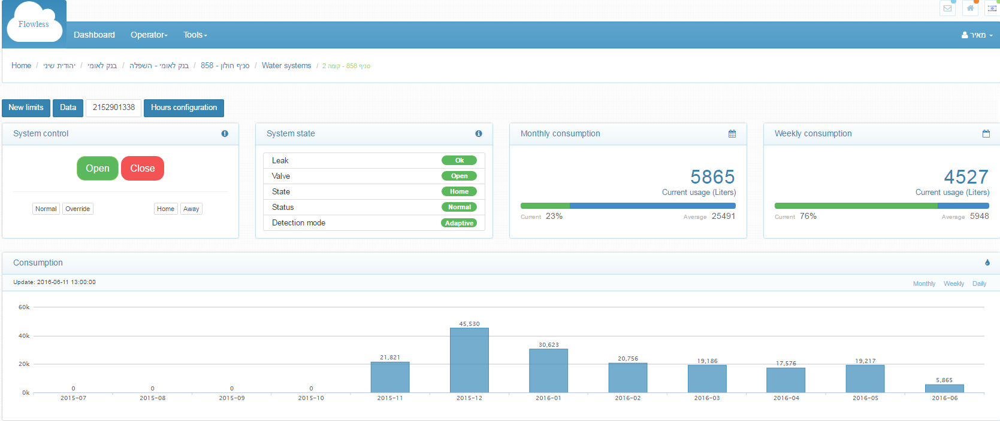 Flowless
Dashboard Operator Tools מאיר
Home / יהודית שיני / בנק לאומי / בנק לאומי - השפלה / סניף חולון - 858 / Water systems / סניף 858 - קומה 2
New limits Data 2152901338 Hours configuration
System control
Open Close
Normal Override Home Away
System state
Leak Ok
Valve Open
State Home
Status Normal
Detection mode Adaptive
Monthly consumption
5865
Current usage (Liters)
Current 23% Average 25491
Weekly consumption
4527
Current usage (Liters)
Current 76% Average 5948
Consumption
Update: 2016-06-11 13:00:00 Monthly Weekly Daily
60k
40k
20k
0k
0 0 0 0 21,821 45,530 30,623 20,756 19,186 17,576 19,217 5,865
2015-07 2015-08 2015-09 2015-10 2015-11 2015-12 2016-01 2016-02 2016-03 2016-04 2016-05 2016-06